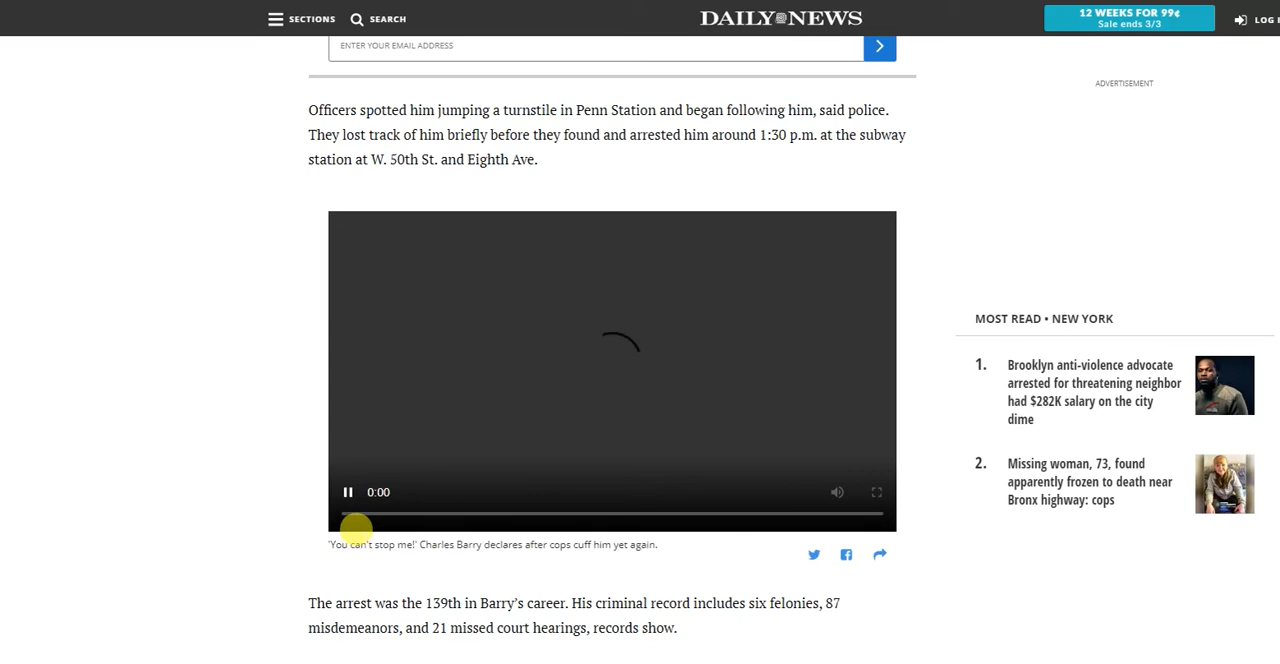 SECTIONS
SEARCH
DAILY NEWS
12 WEEKS FOR 99¢
Sale ends 3/3
LOG
ENTER YOUR EMAIL ADDRESS
ADVERTISEMENT
Officers spotted him jumping a turnstile in Penn Station and began following him, said police.
They lost track of him briefly before they found and arrested him around 1:30 p.m. at the subway
station at W. 50th St. and Eighth Ave.
0:00
'You can't stop me!' Charles Barry declares after cops cuff him yet again.
The arrest was the 139th in Barry's career. His criminal record includes six felonies, 87
misdemeanors, and 21 missed court hearings, records show.
MOST READ • NEW YORK
1.
Brooklyn anti-violence advocate
arrested for threatening neighbor
had $282K salary on the city
dime
2.
Missing woman, 73, found
apparently frozen to death near
Bronx highway: cops